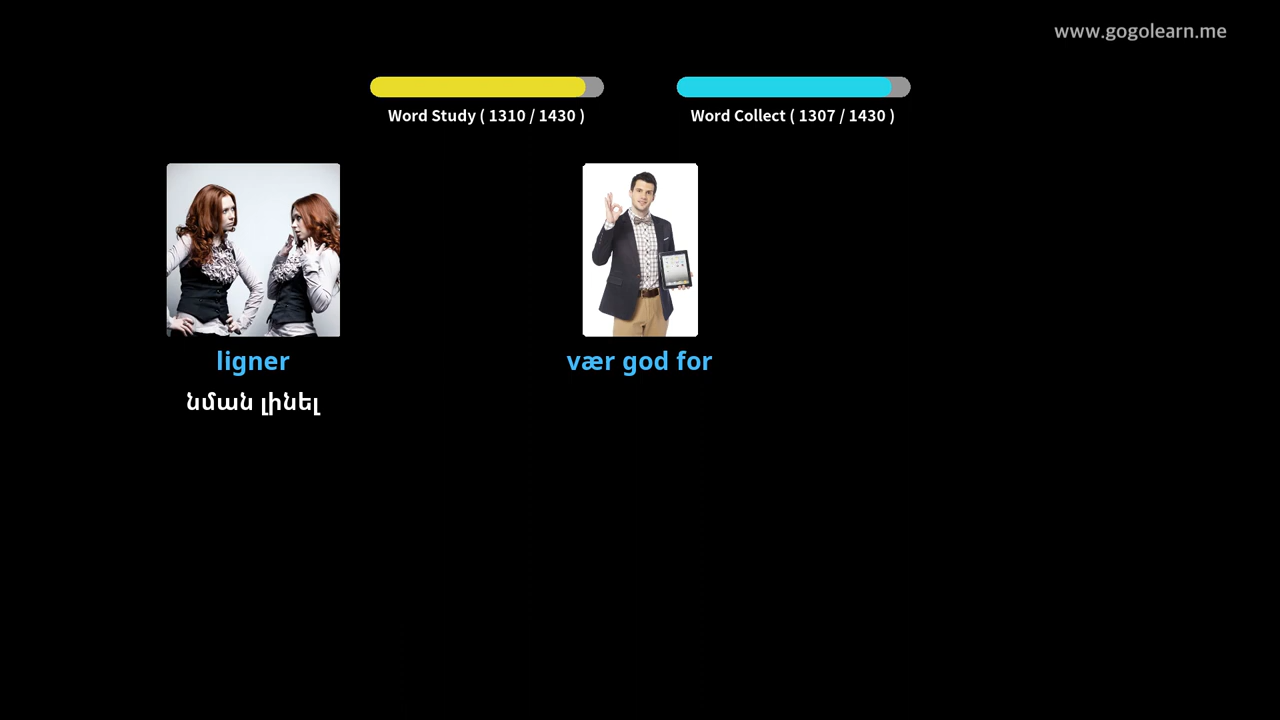 www.gogolearn.me
Word Study ( 1310 / 1430 )
Word Collect ( 1307 / 1430 )
ligner
vær god for
նման լինել